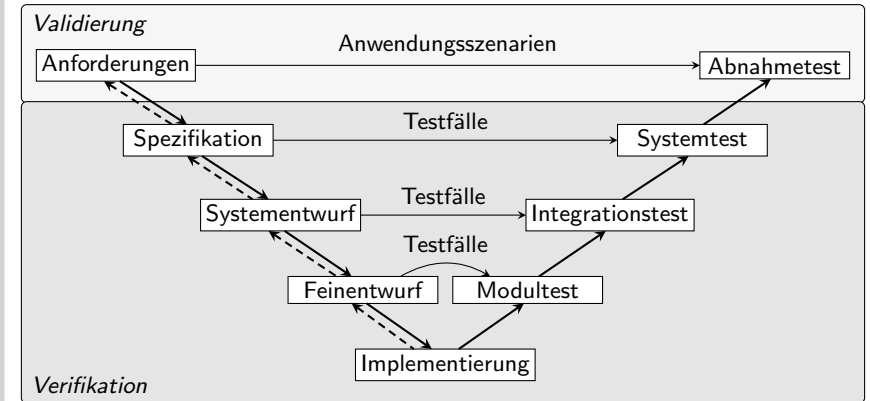 Validierung
Anwendungsszenarien
Anforderungen
Abnahmetest
Testfälle
Spezifikation
Systemtest
Testfälle
Systementwurf
Integrationstest
Testfälle
Feinentwurf
Modultest
Implementierung
Verifikation